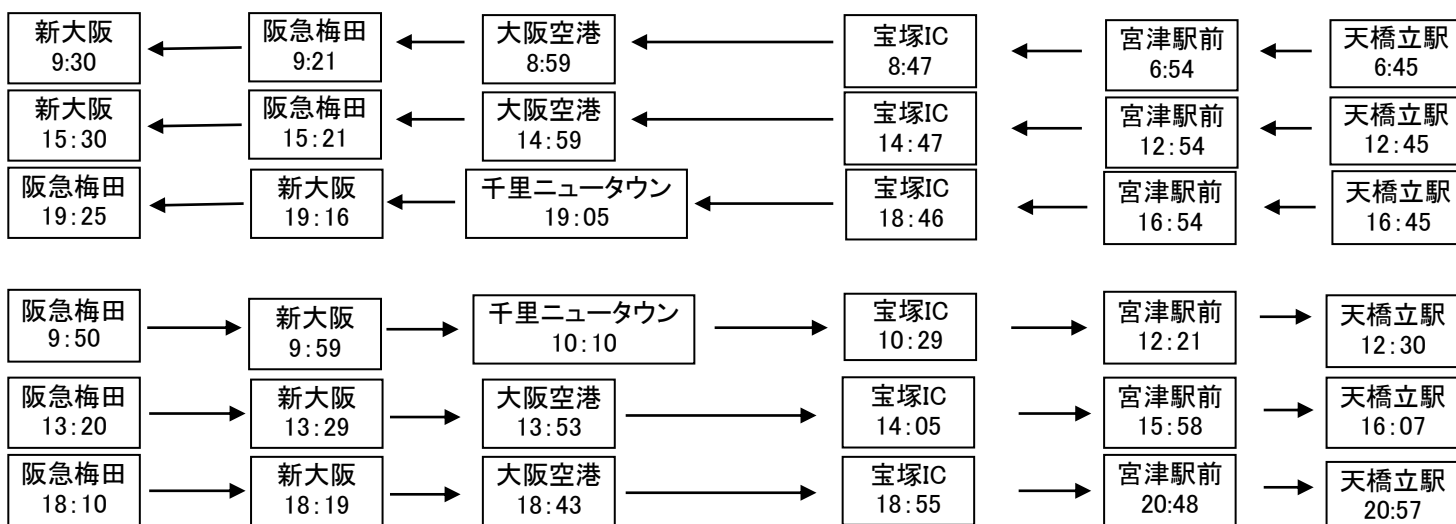 新大阪
9:30
阪急梅田
9:21
大阪空港
8:59
宝塚IC
8:47
宮津駅前
6:54
天橋立駅
6:45
新大阪
15:30
阪急梅田
15:21
大阪空港
14:59
宝塚IC
14:47
宮津駅前
12:54
天橋立駅
12:45
阪急梅田
19:25
新大阪
19:16
千里ニュータウン
19:05
宝塚IC
18:46
宮津駅前
16:54
天橋立駅
16:45
阪急梅田
9:50
新大阪
9:59
千里ニュータウン
10:10
宝塚IC
10:29
宮津駅前
12:21
天橋立駅
12:30
阪急梅田
13:20
新大阪
13:29
大阪空港
13:53
宝塚IC
14:05
宮津駅前
15:58
天橋立駅
16:07
阪急梅田
18:10
新大阪
18:19
大阪空港
18:43
宝塚IC
18:55
宮津駅前
20:48
天橋立駅
20:57